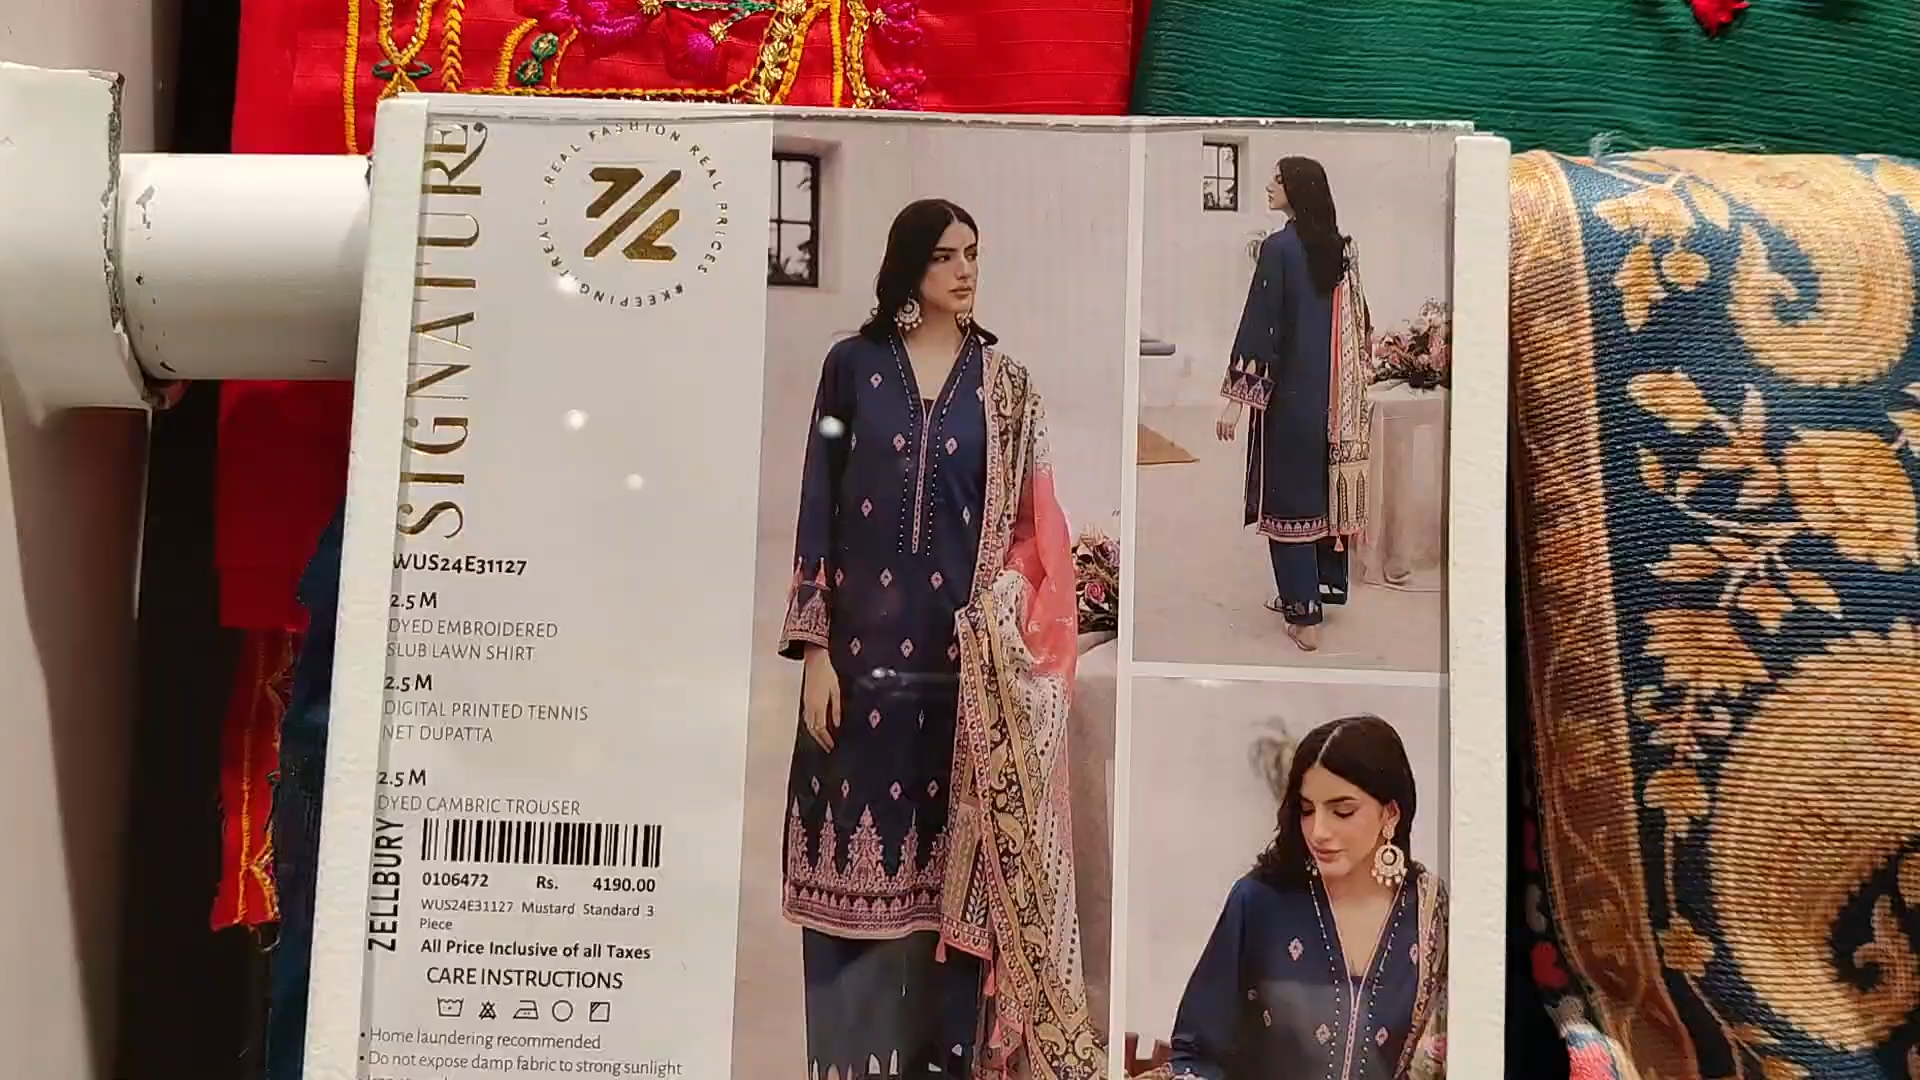 SIGNATURE
REAL FASHION REAL PRICES
#KEEPING.ITREAL
WUS24E31127
2.5 M
DYED EMBROIDERED
SLUB LAWN SHIRT
2.5 M
DIGITAL PRINTED TENNIS
NET DUPATTA
2.5 M
DYED CAMBRIC TROUSER
ZELLBURY
0106472 Rs. 4190.00
WUS24E31127 Mustard Standard 3
Piece
All Price Inclusive of all Taxes
CARE INSTRUCTIONS
• Home laundering recommended
• Do not expose damp fabric to strong sunlight